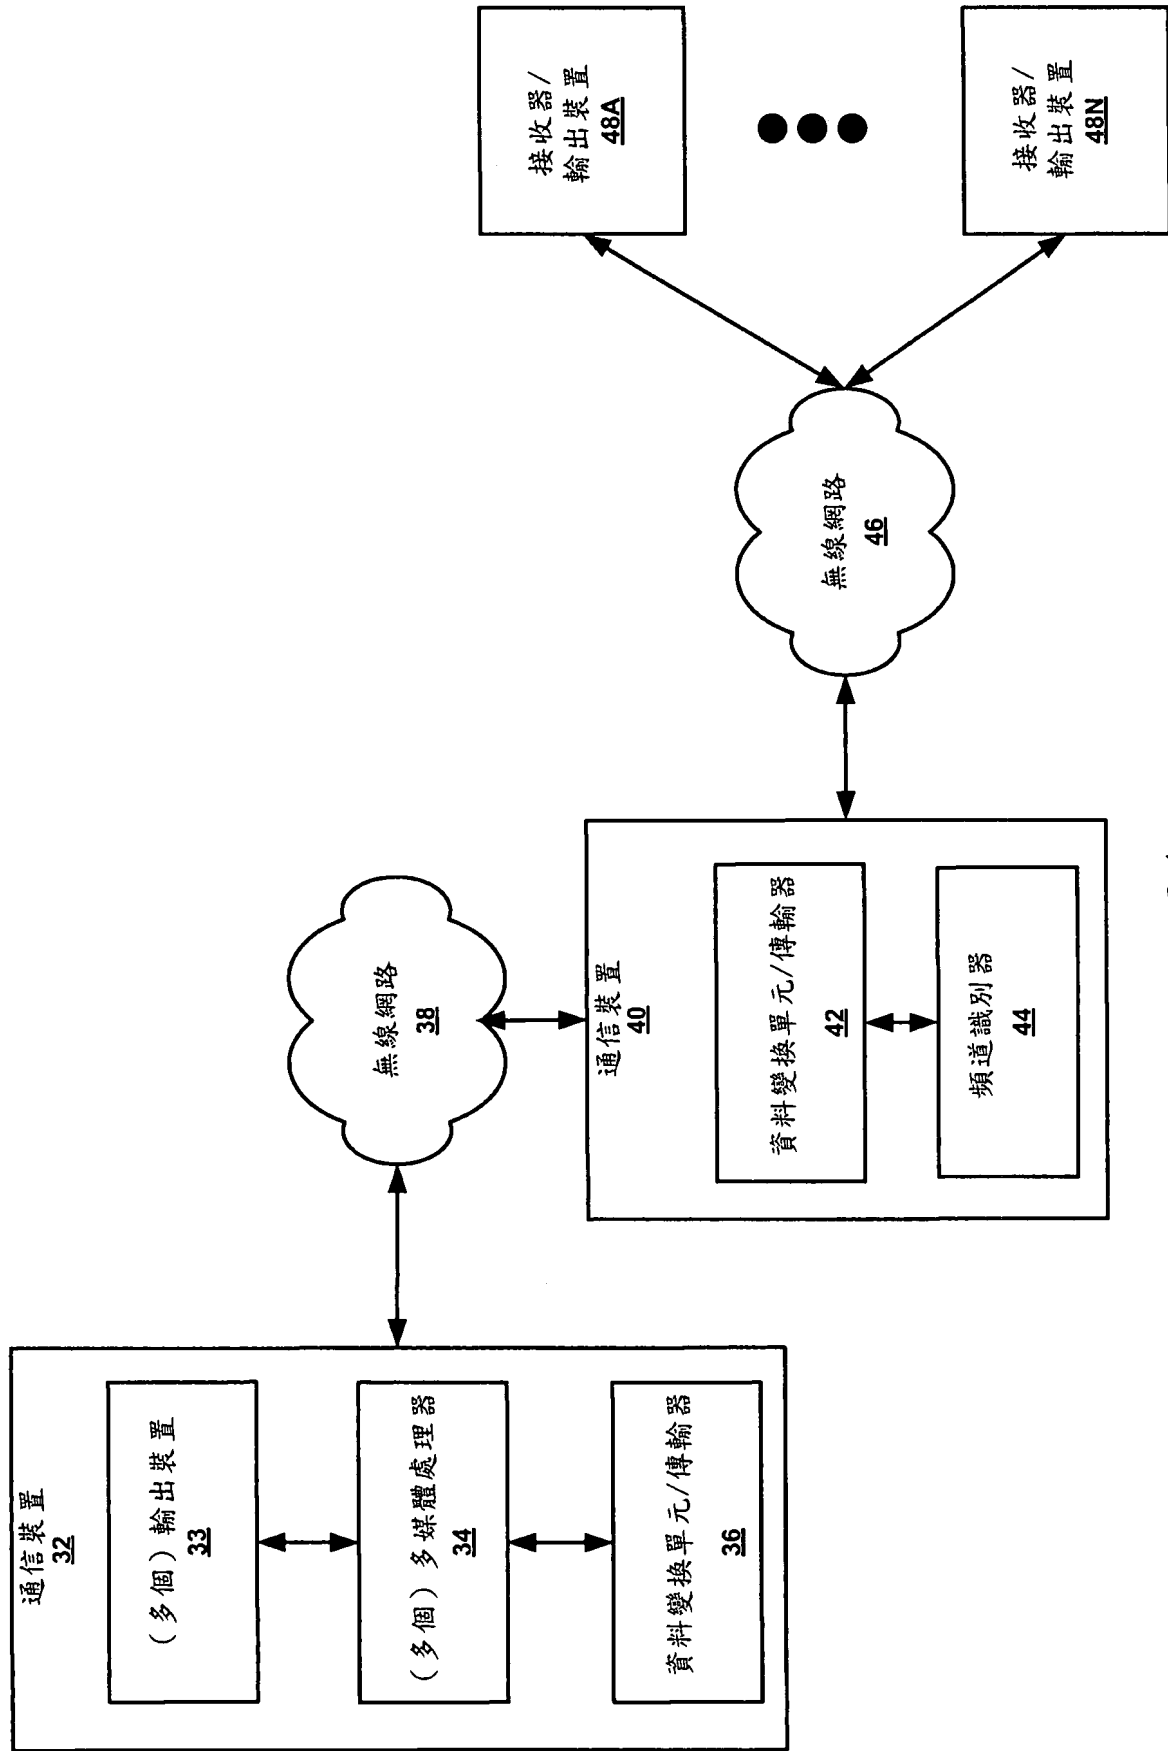 通信裝置
32
(多個)輸出裝置
33
(多個)多媒體處理器
34
資料變換單元/傳輸器
36
無線網路
38
通信裝置
40
資料變換單元/傳輸器
42
頻道識別器
44
無線網路
46
接收器/
輸出裝置
48A
接收器/
輸出裝置
48N